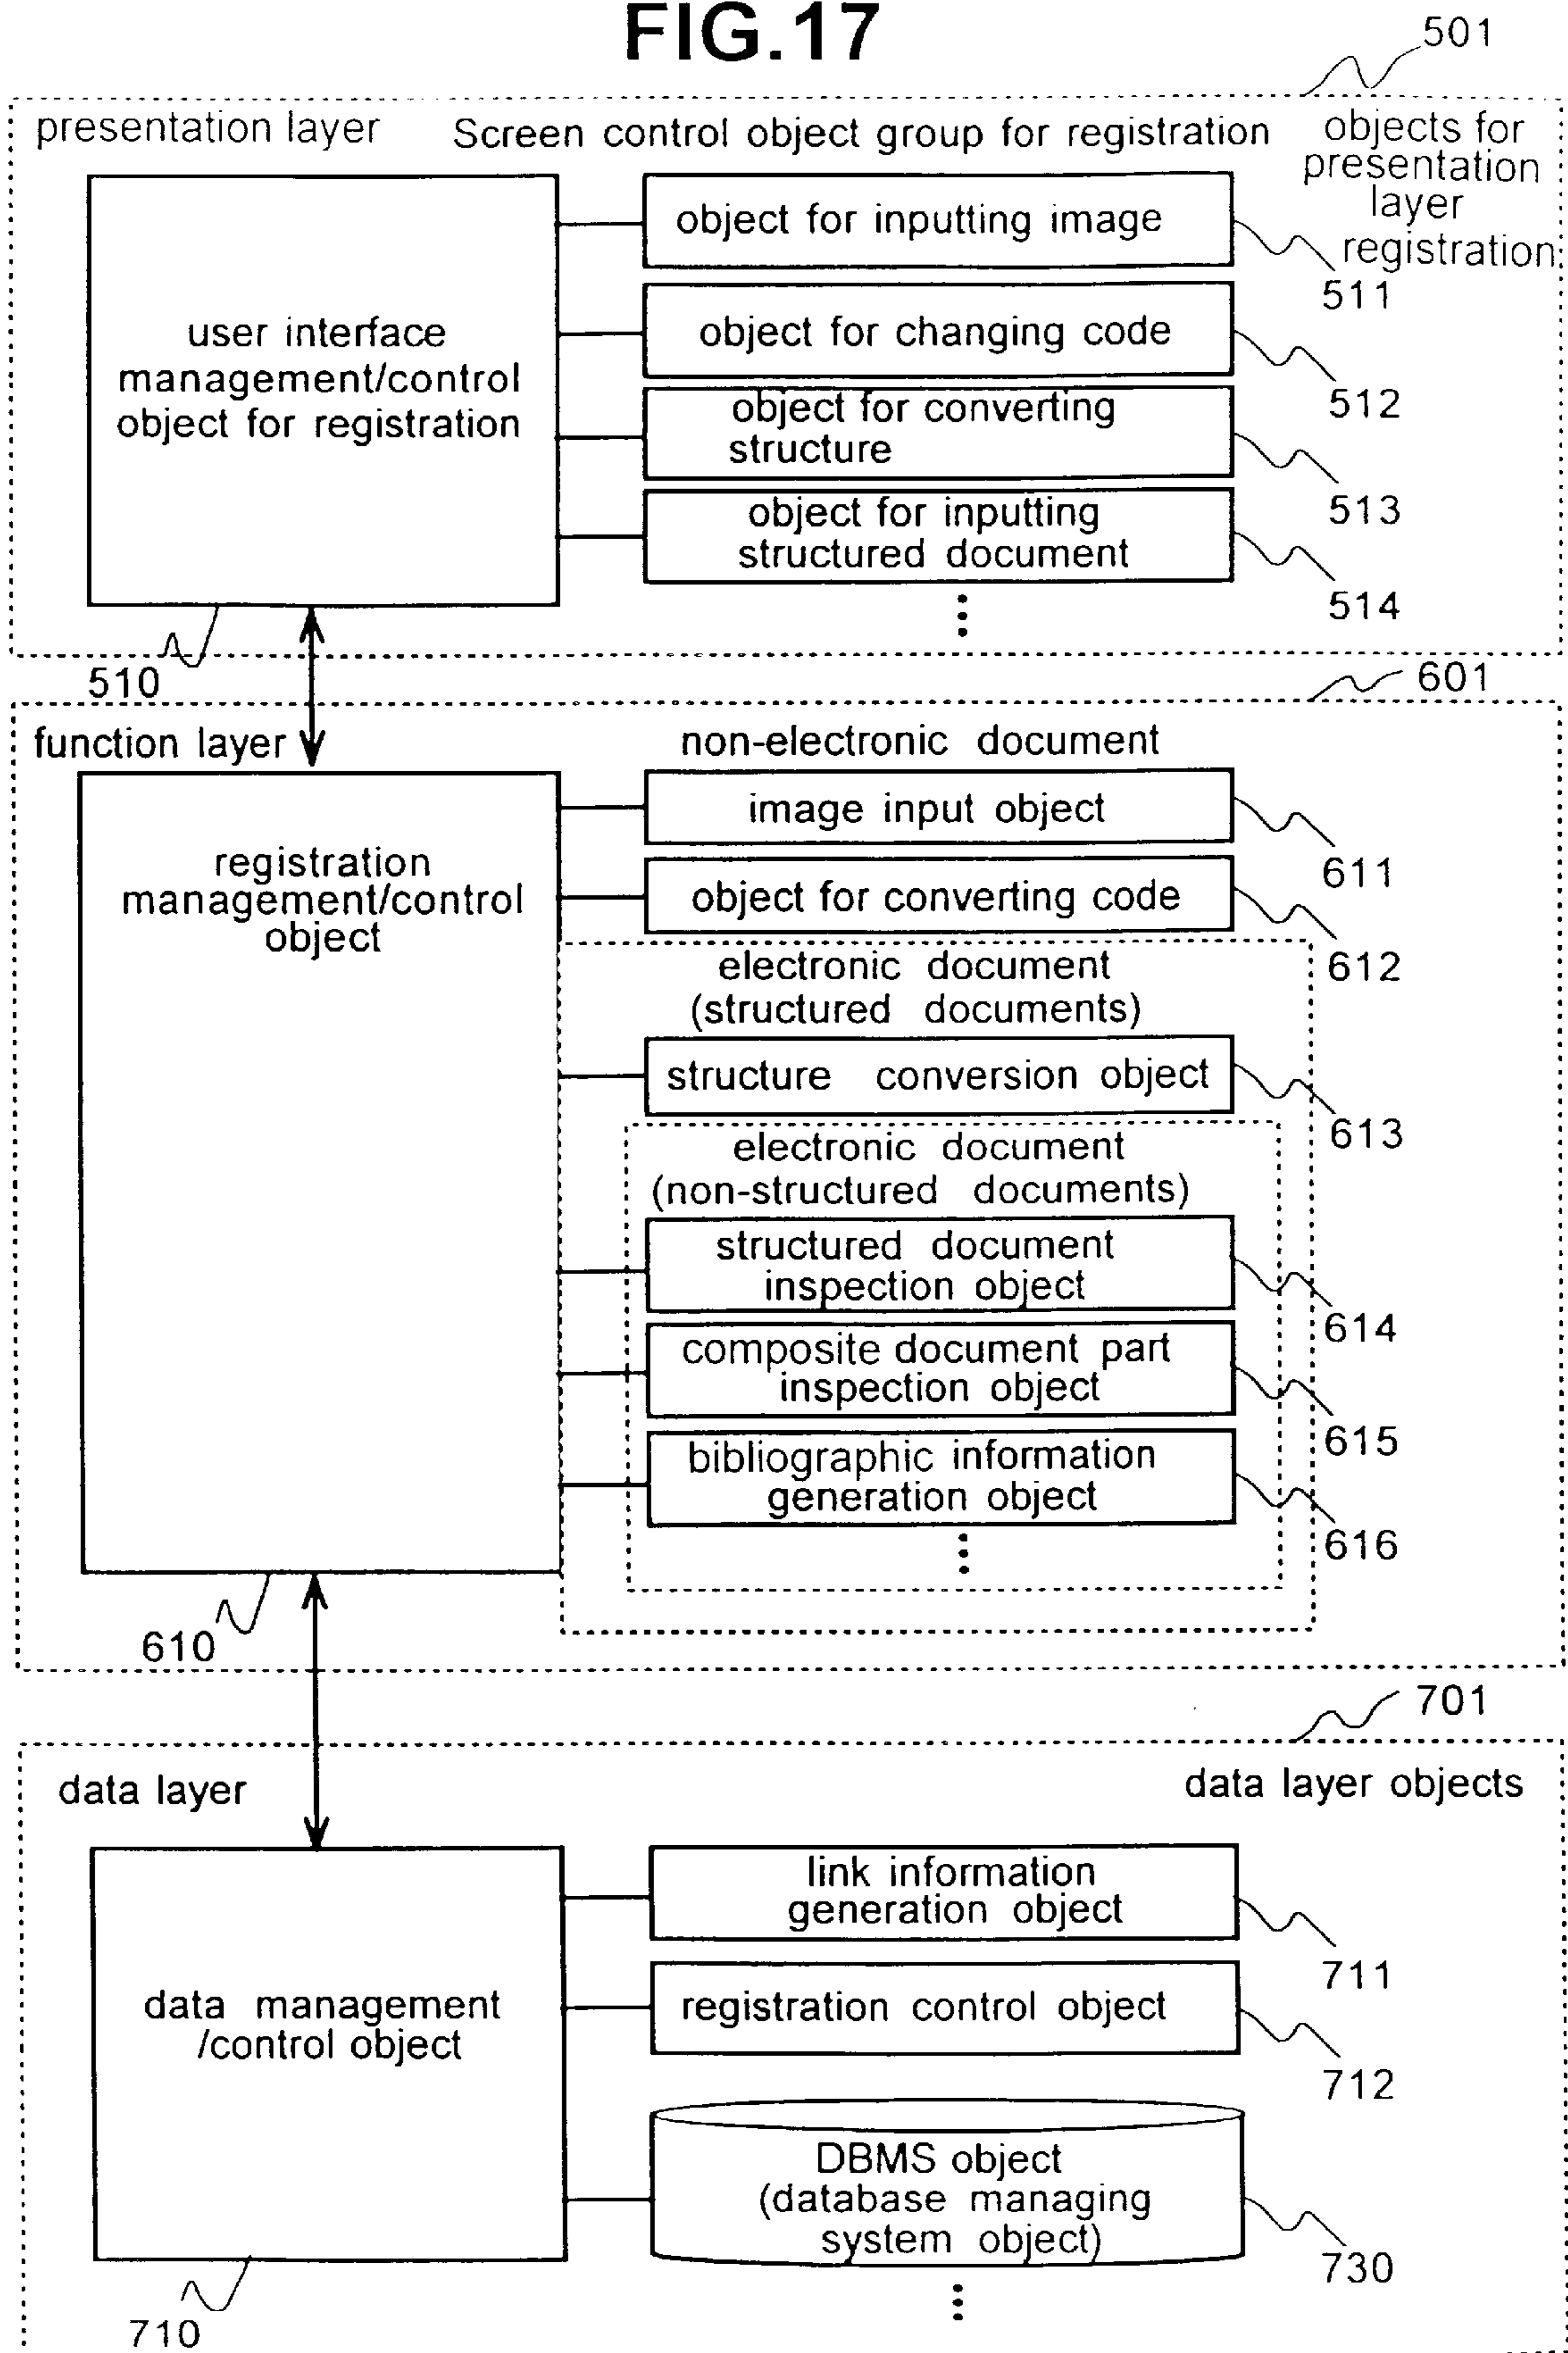 FIG.17
501
presentation layer
Screen control object group for registration
objects for
presentation
layer
registration
object for inputting image
511
user interface
management/control
object for registration
object for changing code
512
object for converting
structure
513
object for inputting
structured document
514
510
601
function layer
non-electronic document
registration
management/control
object
image input object
611
object for converting code
612
electronic document
(structured documents)
structure conversion object
613
electronic document
(non-structured documents)
structured document
inspection object
614
composite document part
inspection object
615
bibliographic information
generation object
616
610
701
data layer
data layer objects
link information
generation object
711
data management
/control object
registration control object
712
DBMS object
(database managing
system object)
730
710